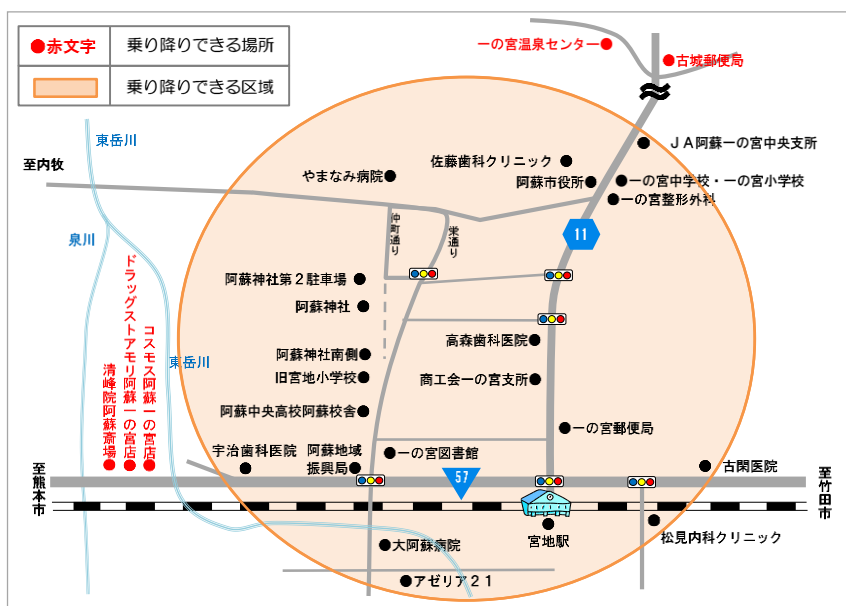 ●赤文字
乗り降りできる場所
乗り降りできる区域
一の宮温泉センター
古城郵便局
東岳川
ＪＡ阿蘇一の宮中央支所
至内牧
佐藤歯科クリニック
やまなみ病院
阿蘇市役所
一の宮中学校・一の宮小学校
一の宮整形外科
仲町通り
栄通り
11
泉川
阿蘇神社第２駐車場
阿蘇神社
高森歯科医院
阿蘇神社南側
東岳川
旧宮地小学校
商工会一の宮支所
コスモス阿蘇一の宮店
ドラッグストアモリ阿蘇一の宮店
清峰院阿蘇斎場
阿蘇中央高校阿蘇校舎
一の宮郵便局
宇治歯科医院
阿蘇地域
振興局
一の宮図書館
古閑医院
57
至熊本市
至竹田市
宮地駅
松見内科クリニック
大阿蘇病院
アゼリア２１